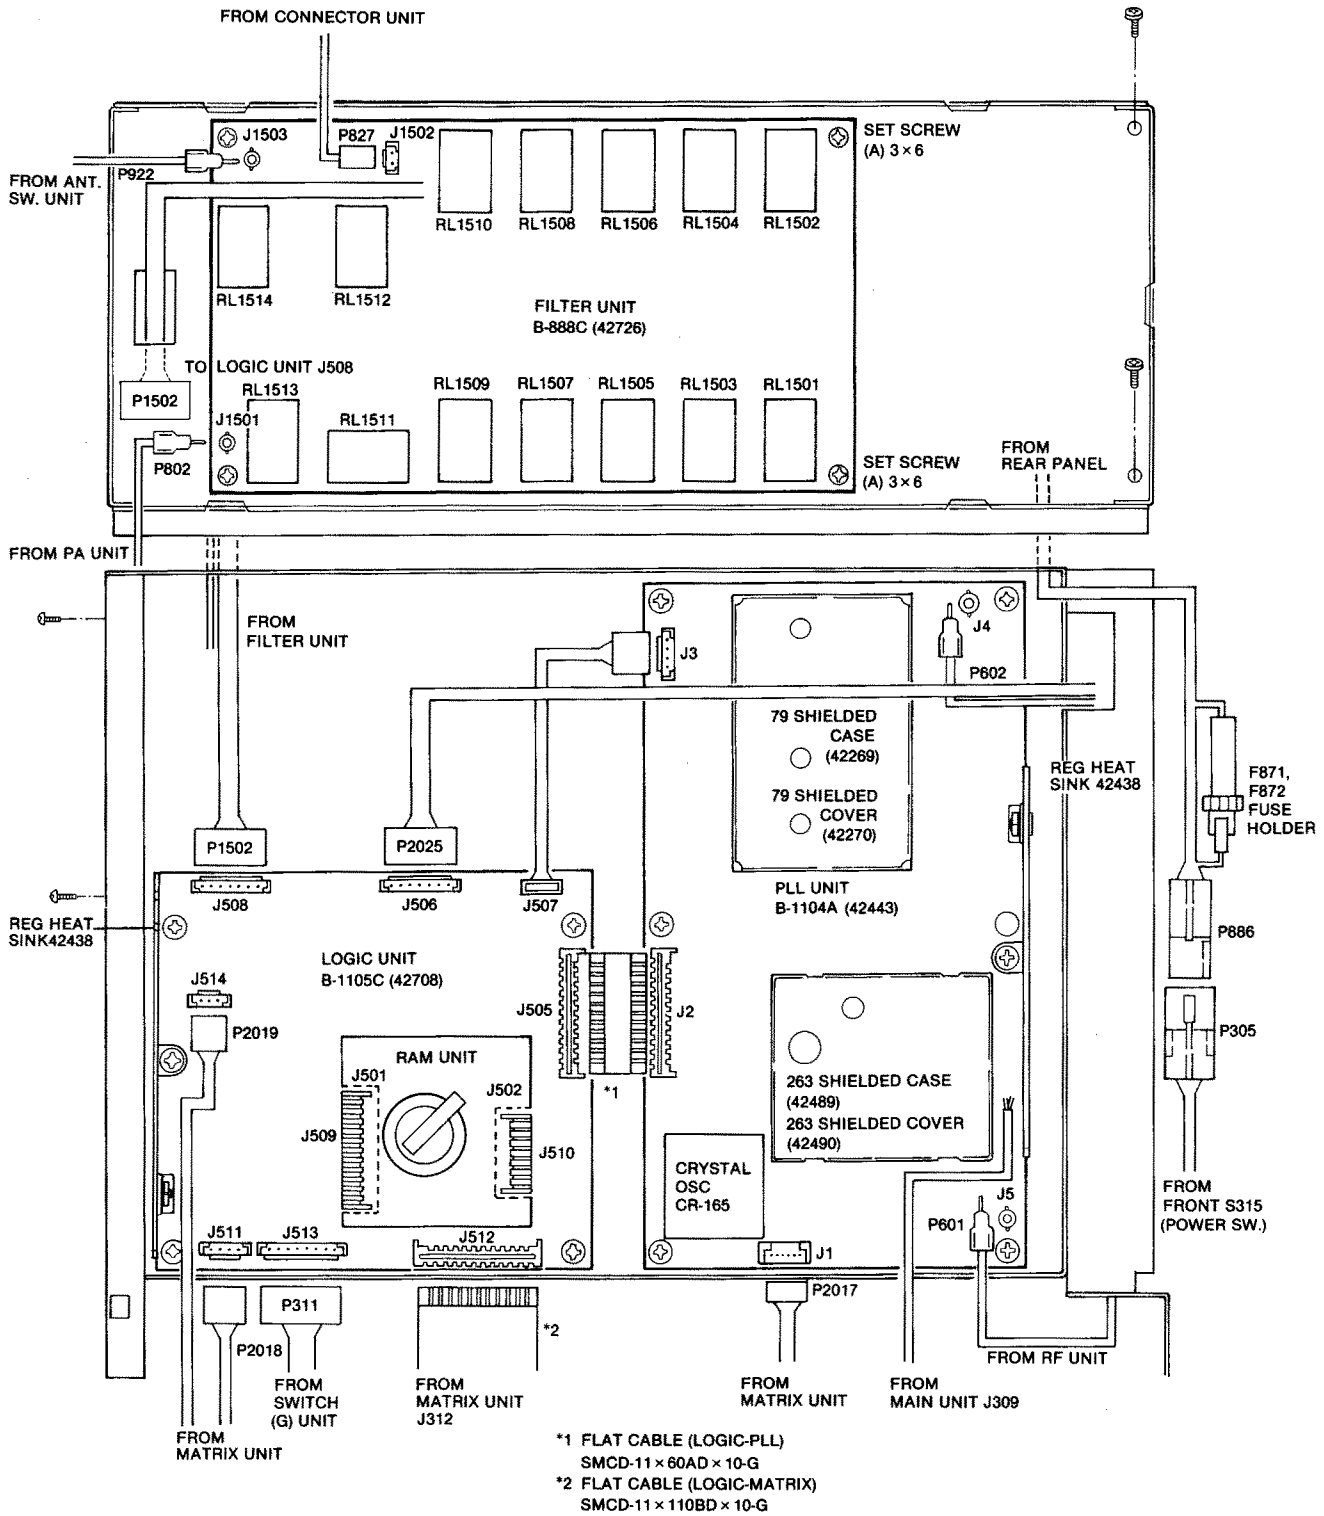 FROM CONNECTOR UNIT
J1503
P827
J1502
SET SCREW
(A) 3 × 6
P922
FROM ANT.
SW. UNIT
RL1510
RL1508
RL1506
RL1504
RL1502
RL1514
RL1512
FILTER UNIT
B-888C (42726)
TO LOGIC UNIT J508
P1502
RL1513
RL1509
RL1507
RL1505
RL1503
RL1501
J1501
RL1511
P802
SET SCREW
(A) 3 × 6
FROM
REAR PANEL
FROM PA UNIT
FROM
FILTER UNIT
J3
J4
P602
79 SHIELDED
CASE
(42269)
79 SHIELDED
COVER
(42270)
REG HEAT
SINK 42438
F871,
F872
FUSE
HOLDER
P1502
P2025
J508
J506
J507
PLL UNIT
B-1104A (42443)
REG HEAT
SINK42438
P886
LOGIC UNIT
B-1105C (42708)
J514
J505
J2
P2019
P305
RAM UNIT
J501
J502
*1
263 SHIELDED CASE
(42489)
263 SHIELDED COVER
(42490)
J509
J510
CRYSTAL
OSC
CR-165
FROM
FRONT S315
(POWER SW.)
J5
P601
J511
J513
J512
J1
P311
P2017
*2
P2018
FROM RF UNIT
FROM
SWITCH
(G) UNIT
FROM
MATRIX UNIT
J312
FROM
MATRIX UNIT
FROM
MAIN UNIT J309
FROM
MATRIX UNIT
*1 FLAT CABLE (LOGIC-PLL)
SMCD-11 × 60AD × 10-G
*2 FLAT CABLE (LOGIC-MATRIX)
SMCD-11 × 110BD × 10-G